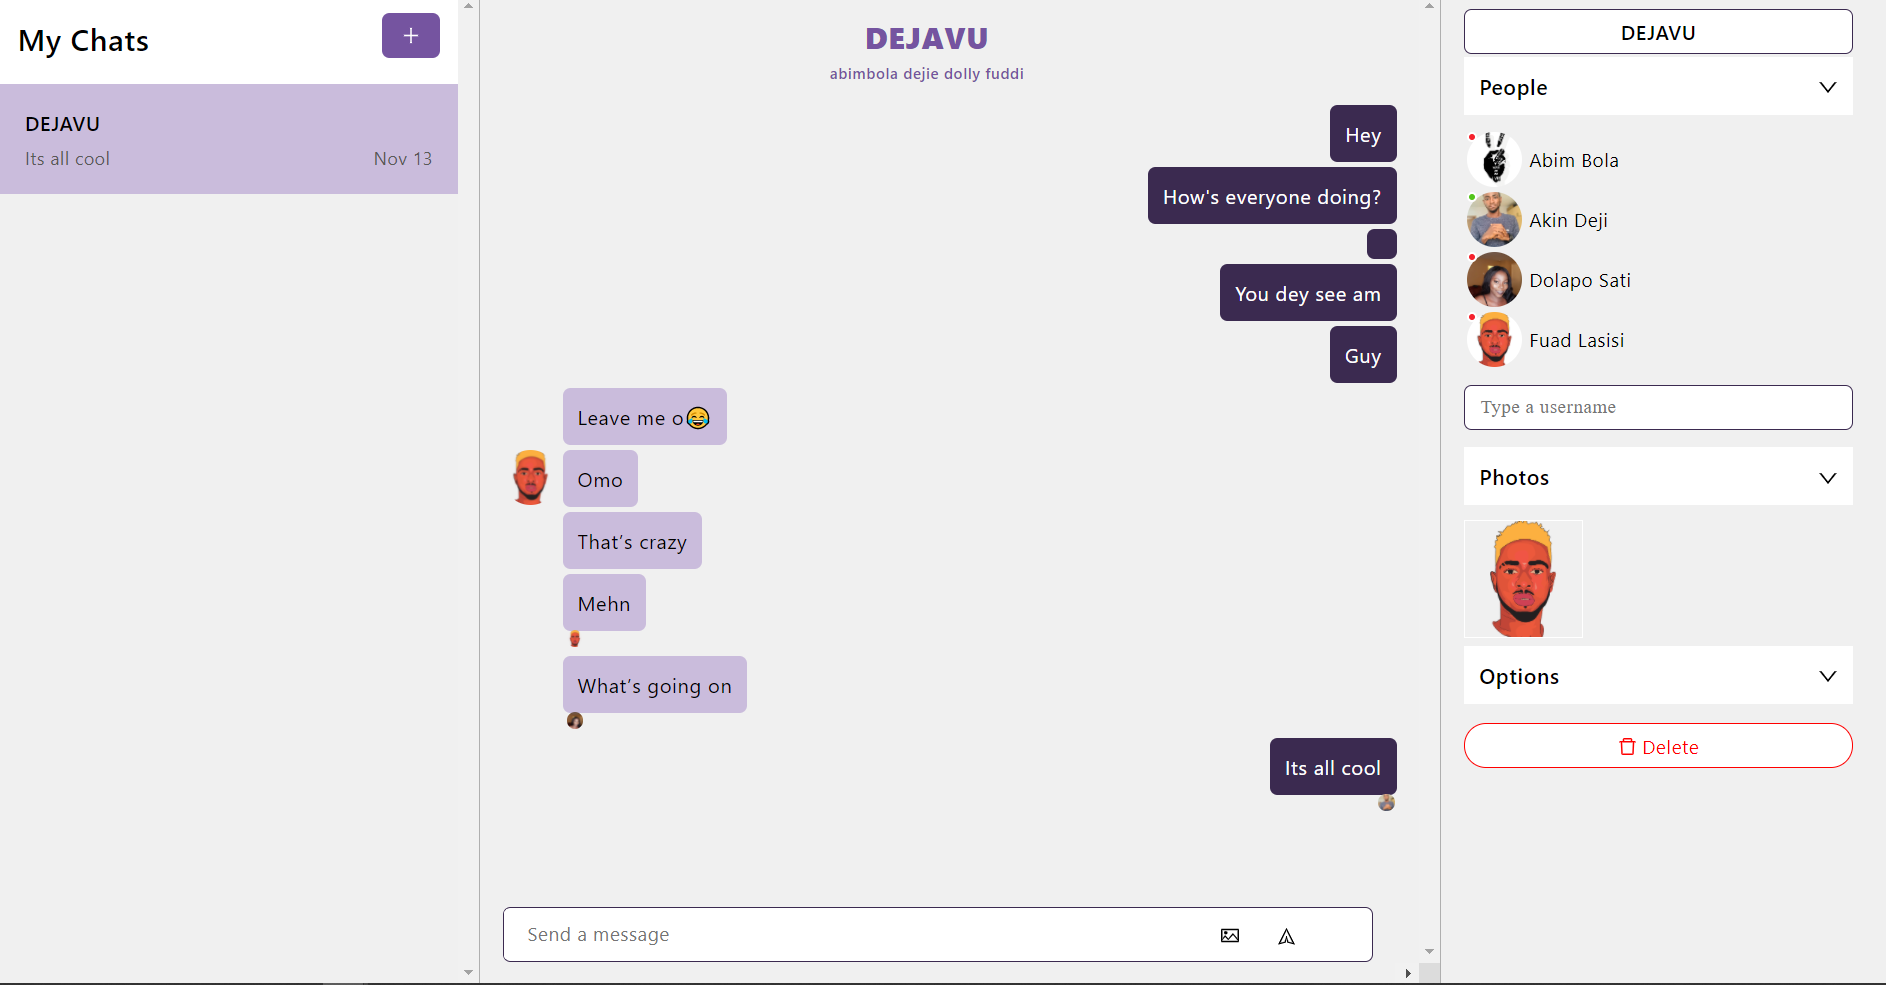 My Chats
+
DEJAVU
Its all cool
Nov 13
DEJAVU
abimbola dejie dolly fuddi
Hey
How's everyone doing?
You dey see am
Guy
Leave me o😂
Omo
That’s crazy
Mehn
What’s going on
Its all cool
Send a message
DEJAVU
People
Abim Bola
Akin Deji
Dolapo Sati
Fuad Lasisi
Type a username
Photos
Options
Delete